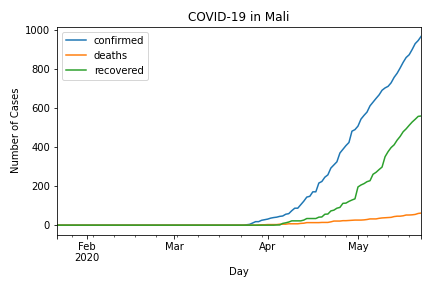 COVID-19 in Mali
confirmed
deaths
recovered
Number of Cases
1000
800
600
400
200
0
Feb
2020
Mar
Apr
May
Day